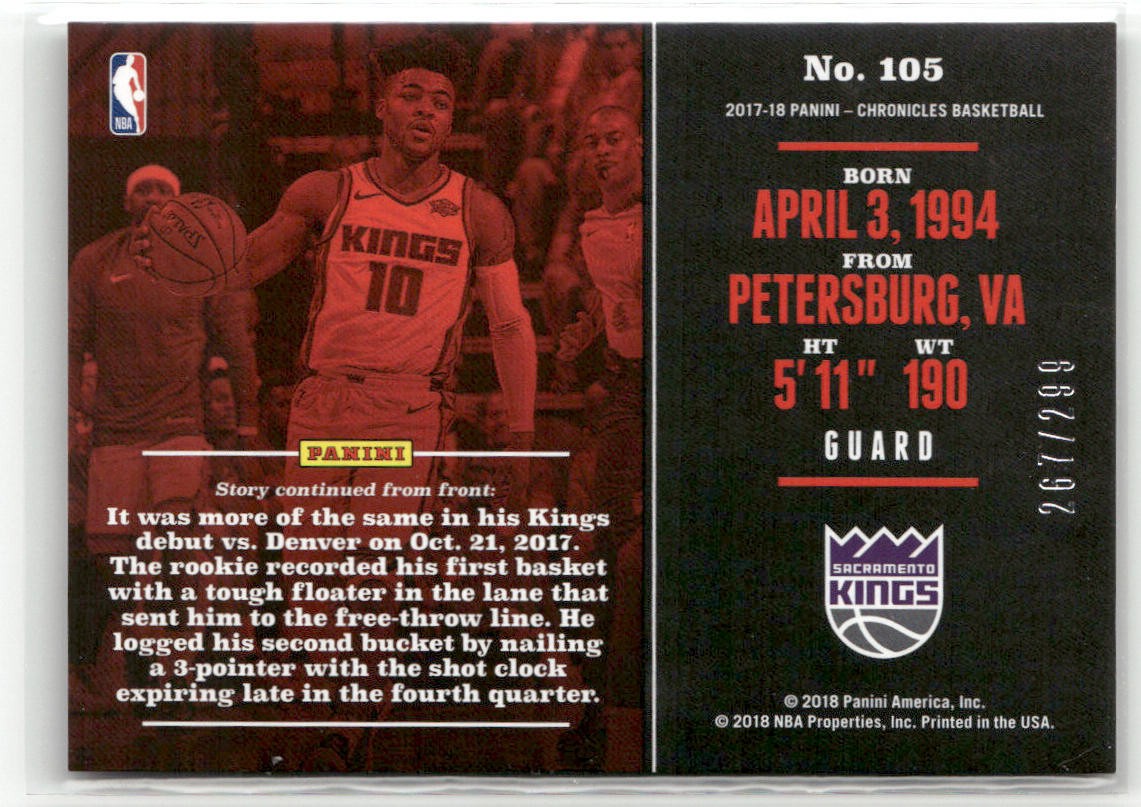 NBA
SPALDING
KINGS
10
PANINI
Story continued from front:
It was more of the same in his Kings
debut vs. Denver on Oct. 21, 2017.
The rookie recorded his first basket
with a tough floater in the lane that
sent him to the free-throw line. He
logged his second bucket by nailing
a 3-pointer with the shot clock
expiring late in the fourth quarter.
No. 105
2017-18 PANINI – CHRONICLES BASKETBALL
BORN
APRIL 3, 1994
FROM
PETERSBURG, VA
HT WT
5'11" 190
GUARD
267/299
SACRAMENTO
KINGS
© 2018 Panini America, Inc.
© 2018 NBA Properties, Inc. Printed in the USA.